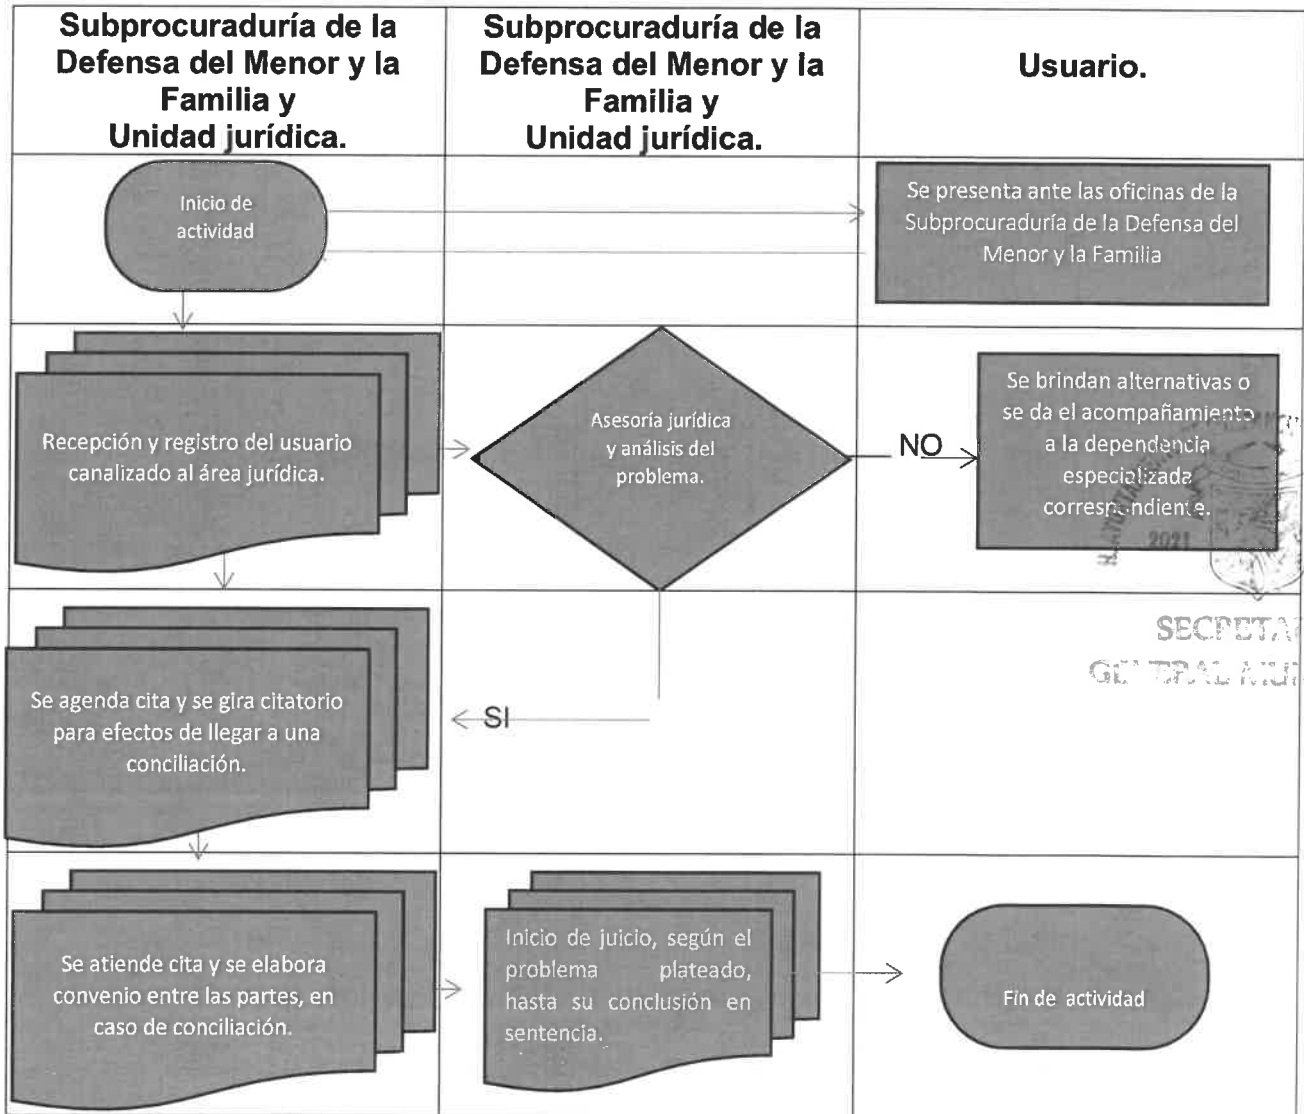 Subprocuraduría de la
Defensa del Menor y la
Familia y
Unidad jurídica.
Subprocuraduría de la
Defensa del Menor y la
Familia y
Unidad jurídica.
Usuario.
Inicio de
actividad
Se presenta ante las oficinas de la
Subprocuraduría de la Defensa del
Menor y la Familia
Recepción y registro del usuario
canalizado al área jurídica.
Asesoría jurídica
y análisis del
problema.
NO
Se brindan alternativas o
se da el acompañamiento
a la dependencia
especializada
correspondiente.
2021
SECRETA
GENERAL MUN
Se agenda cita y se gira citatorio
para efectos de llegar a una
conciliación.
SI
Se atiende cita y se elabora
convenio entre las partes, en
caso de conciliación.
Inicio de juicio, según el
problema plateado,
hasta su conclusión en
sentencia.
Fin de actividad